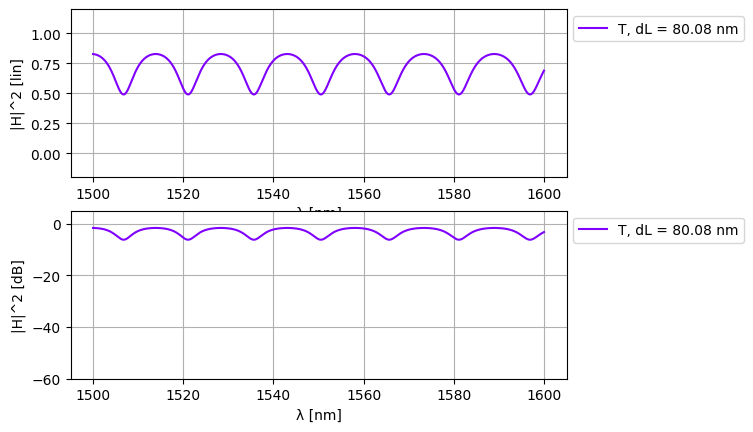 1.00
0.75
0.50
0.25
0.00
|H|^2 [lin]
T, dL = 80.08 nm
1500 1520 1540 1560 1580 1600
λ [nm]
0
−20
−40
−60
|H|^2 [dB]
T, dL = 80.08 nm
1500 1520 1540 1560 1580 1600
λ [nm]